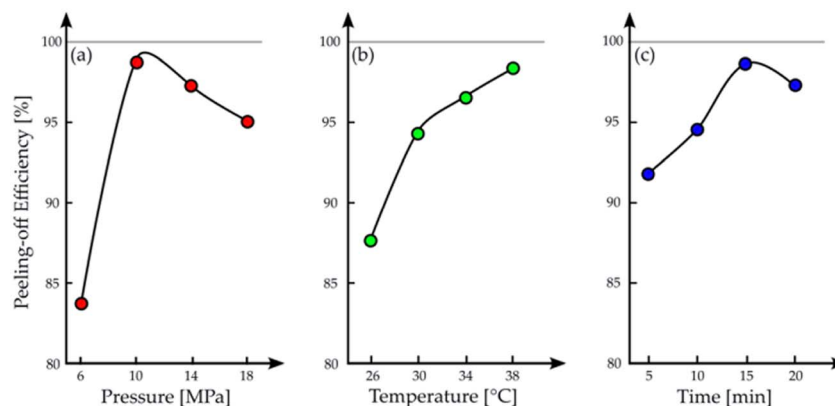 (a)
Peeling-off Efficiency [%]
100
95
90
85
80
6 10 14 18
Pressure [MPa]
(b)
100
95
90
85
80
26 30 34 38
Temperature [°C]
(c)
100
95
90
85
80
5 10 15 20
Time [min]